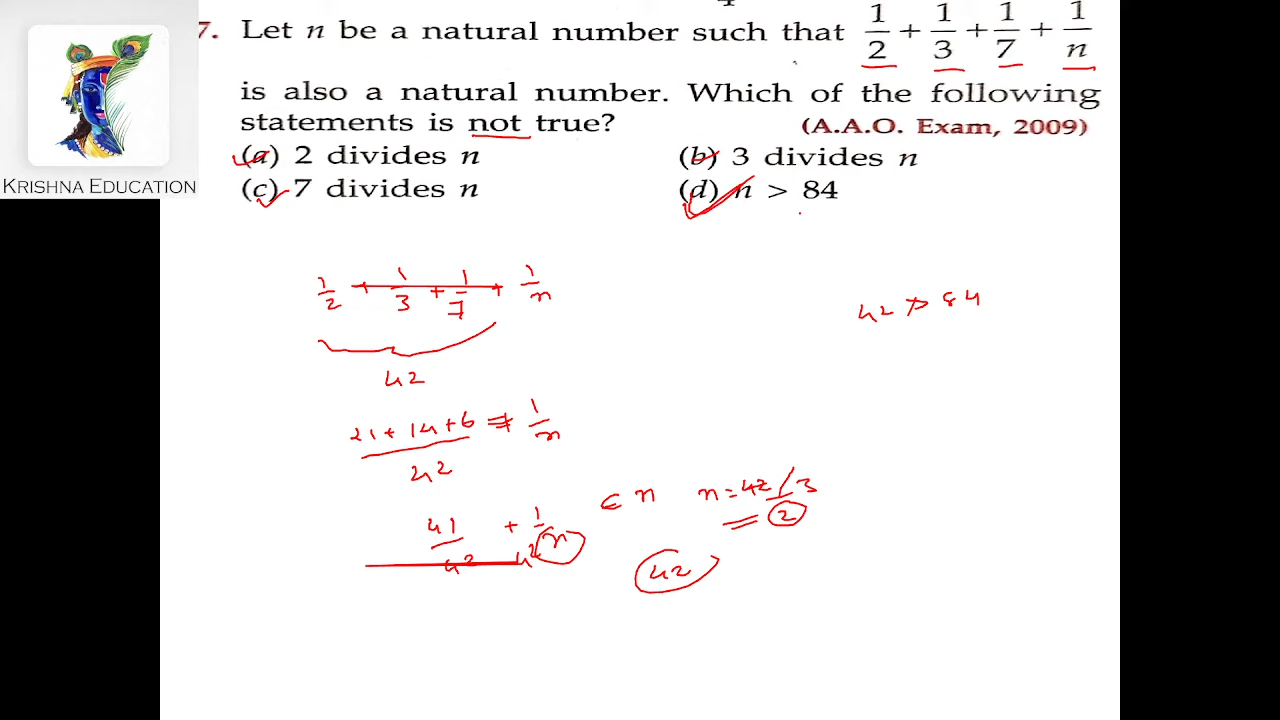 7. Let n be a natural number such that 1/2 + 1/3 + 1/7 + 1/n
is also a natural number. Which of the following
statements is not true? (A.A.O. Exam, 2009)
(a) 2 divides n (b) 3 divides n
(c) 7 divides n (d) n > 84
KRISHNA EDUCATION
1/2 + 1/3 + 1/7 + 1/n
42 ≯ 84
42
21 + 14 + 6 / 42 + 1/n
41/42 + 1/n ∈ n n = 42/3
42 2
42